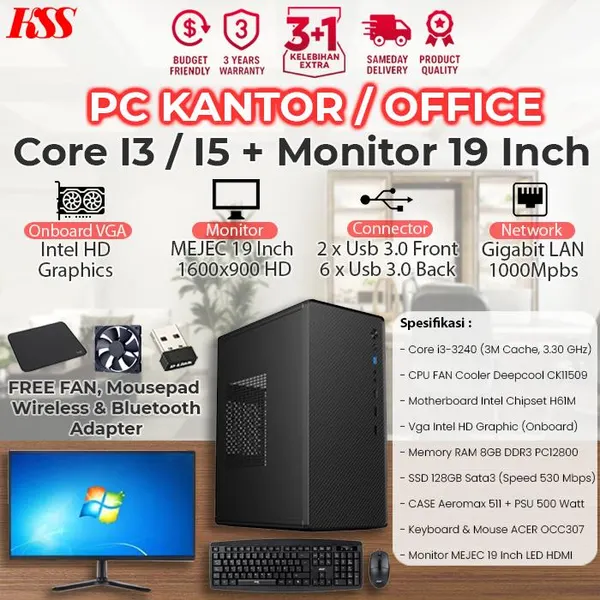 KSS
BUDGET
FRIENDLY
3
YEARS
3 YEARS
WARRANTY
3+1
KELEBIHAN
EXTRA
SAMEDAY
DELIVERY
PRODUCT
QUALITY
PC KANTOR / OFFICE
Core I3 / I5 + Monitor 19 Inch
Onboard VGA
Intel HD
Graphics
Monitor
MEJEC 19 Inch
1600x900 HD
Connector
2 x Usb 3.0 Front
6 x Usb 3.0 Back
Network
Gigabit LAN
1000Mpbs
FREE FAN, Mousepad
Wireless & Bluetooth
Adapter
Spesifikasi :
- Core i3-3240 (3M Cache, 3.30 GHz)
- CPU FAN Cooler Deepcool CK11509
- Motherboard Intel Chipset H61M
- Vga Intel HD Graphic (Onboard)
- Memory RAM 8GB DDR3 PC12800
- SSD 128GB Sata3 (Speed 530 Mbps)
- CASE Aeromax 511 + PSU 500 Watt
- Keyboard & Mouse ACER OCC307
- Monitor MEJEC 19 Inch LED HDMI